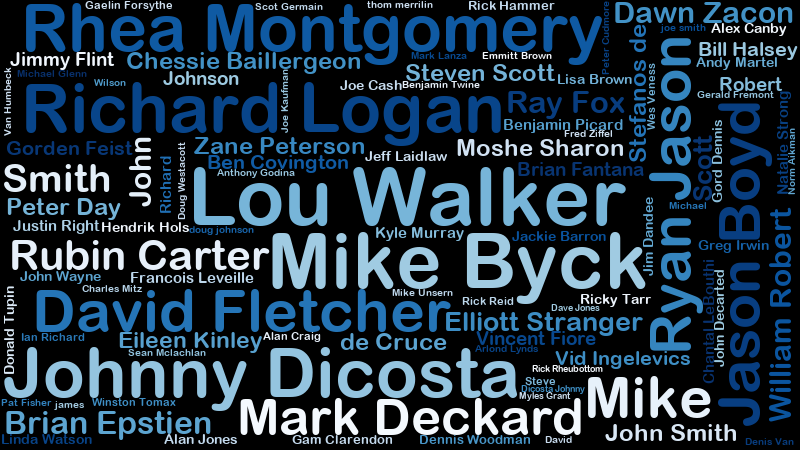 Gaelin Forsythe
Scot Germain
thom merrilin
Rick Hammer
Rhea Montgomery
Peter Cudmore
Dawn Zacon
joe smith
Alex Canby
Jimmy Flint
Chessie Baillergeon
Mark Lanza
Emmitt Brown
Bill Halsey
Andy Martel
Michael Glenn
Wilson
Johnson
Steven Scott
Lisa Brown
Stefanos de
Wes Veness
Robert
Van Humbeck
Richard Logan
Joe Kaufman
Joe Cash
Benjamin Twine
Ray Fox
Gerald Fremont
Benjamin Picard
Fred Ziffel
Natalie Strong
Norm Aikman
Gorden Feist
John
Zane Peterson
Jeff Laidlaw
Moshe Sharon
Ryan Jason
Scott
Gord Dennis
Jason Boyd
Doug Westacott
Richard
Ben Covington
Brian Fantana
Smith
Anthony Godina
Lou Walker
Michael
Peter Day
Justin Right
Hendrik Hols
doug johnson
Kyle Murray
Jackie Barron
Jim Dandee
Greg Irwin
William Robert
Rubin Carter
Mike Byck
John Wayne
Francois Leveille
Charles Mitz
Mike Unsern
Rick Reid
Ricky Tarr
Dave Jones
Chantal LeBouthi
John Decarted
Donald Tupin
David Fletcher
Elliott Stranger
Ian Richard
Eileen Kinley
Alan Craig
de Cruce
Vincent Fiore
Arlond Lynds
Sean Mclachlan
Vid Ingelevics
Johnny Dicosta
Rick Rheubottom
Steve
Dicosta Johnny
Myles Grant
Mike
Pat Fisher
james
Winston Tomax
Brian Epstien
Mark Deckard
John Smith
Linda Watson
Alan Jones
Gam Clarendon
Dennis Woodman
David
Denis Van